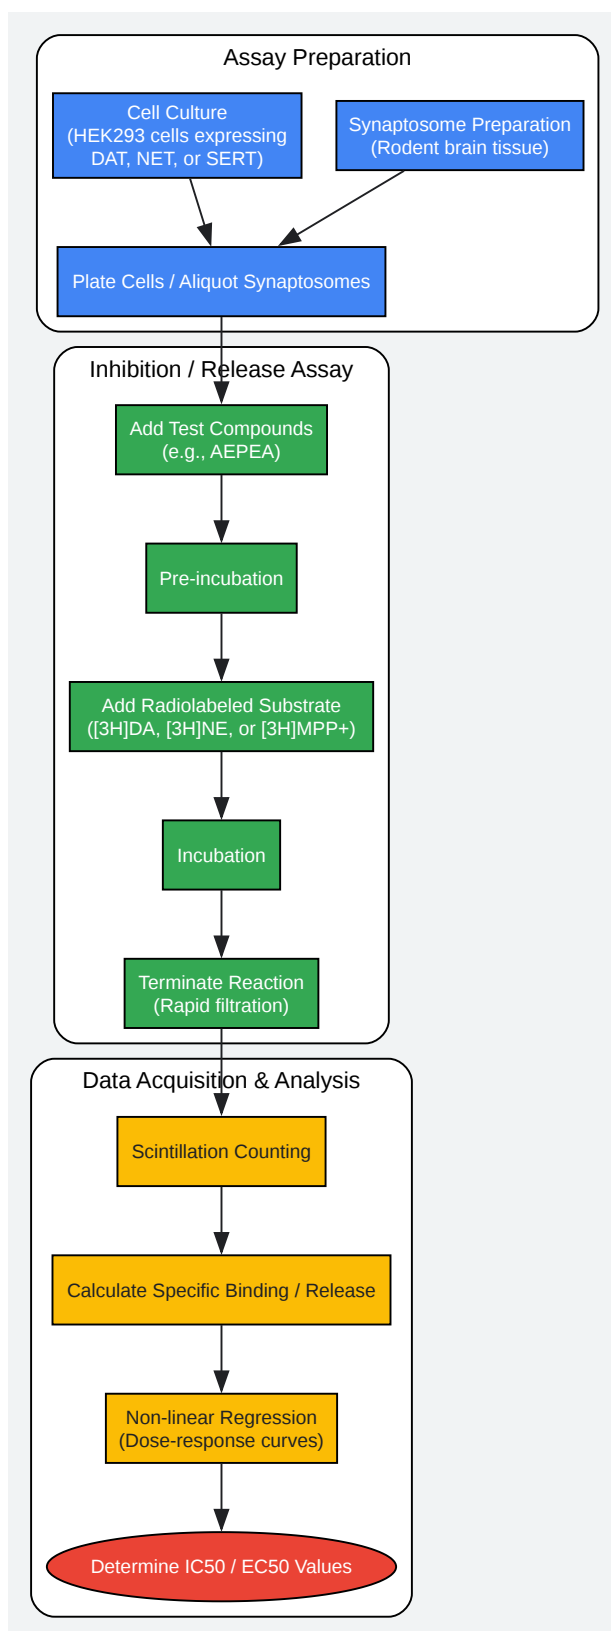 Assay Preparation
Cell Culture
(HEK293 cells expressing
DAT, NET, or SERT)
Synaptosome Preparation
(Rodent brain tissue)
Plate Cells / Aliquot Synaptosomes
Inhibition / Release Assay
Add Test Compounds
(e.g., AEPEA)
Pre-incubation
Add Radiolabeled Substrate
([3H]DA, [3H]NE, or [3H]MPP+)
Incubation
Terminate Reaction
(Rapid filtration)
Data Acquisition & Analysis
Scintillation Counting
Calculate Specific Binding / Release
Non-linear Regression
(Dose-response curves)
Determine IC50 / EC50 Values